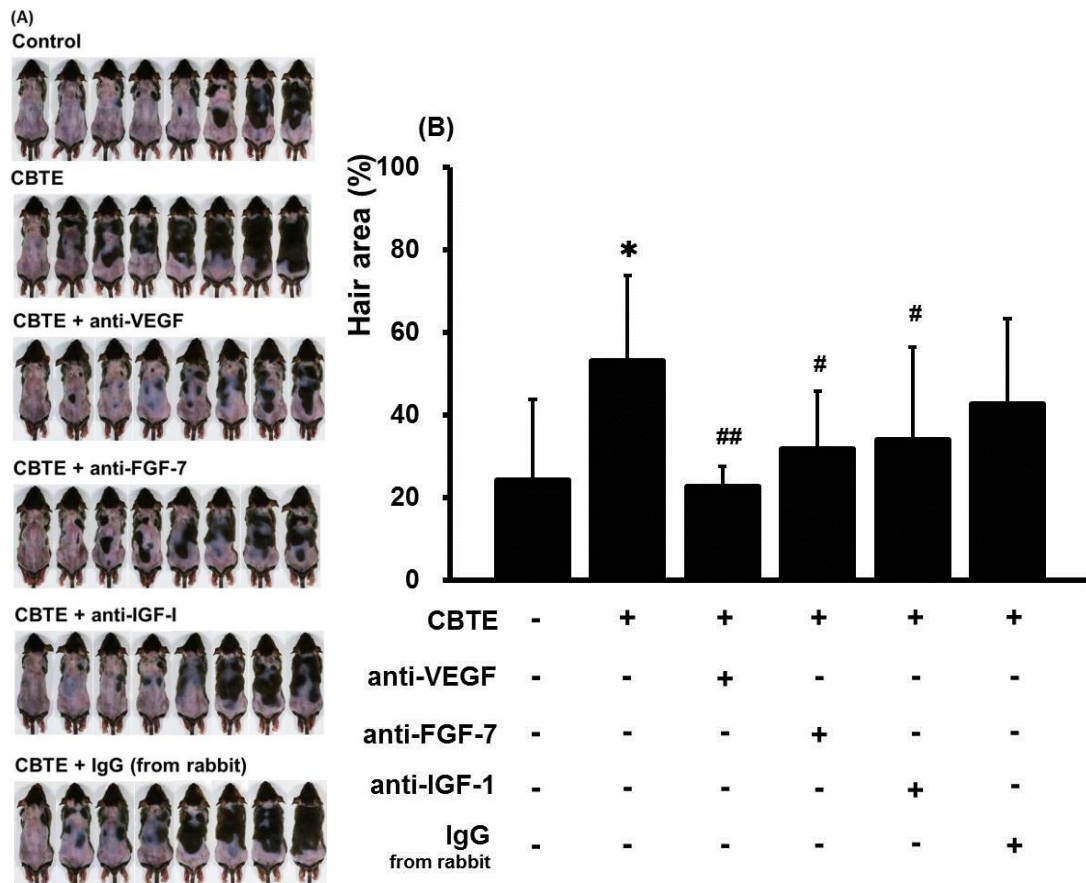 (A)
Control
CBTE
CBTE + anti-VEGF
CBTE + anti-FGF-7
CBTE + anti-IGF-I
CBTE + IgG (from rabbit)
(B)
Hair area (%)
100
80
60
40
20
0
*
##
#
#
CBTE - + + + + +
anti-VEGF - - + - - -
anti-FGF-7 - - - + - -
anti-IGF-1 - - - - + -
IgG - - - - - +
from rabbit